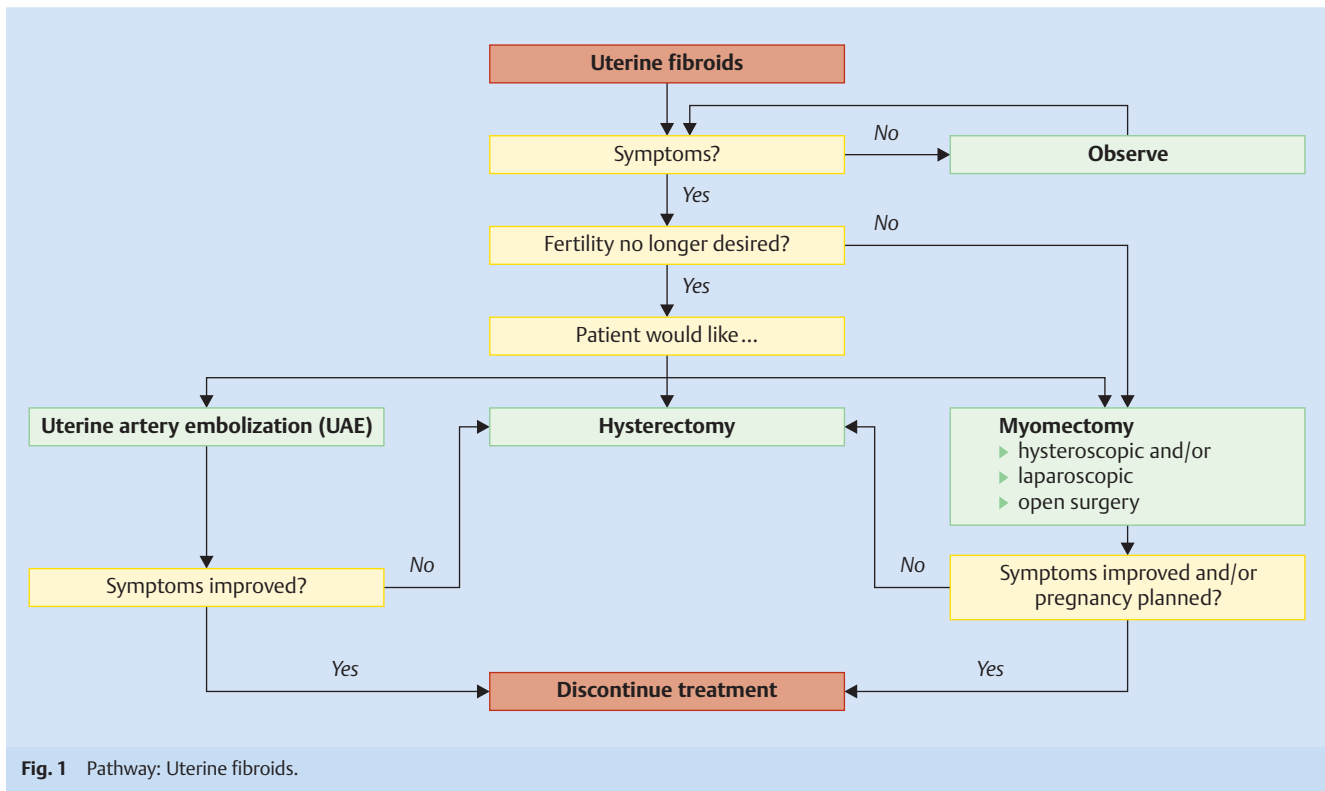 Uterine fibroids
Symptoms?
No
Observe
Yes
Fertility no longer desired?
No
Yes
Patient would like...
Uterine artery embolization (UAE)
Hysterectomy
Myomectomy
hysteroscopic and/or
laparoscopic
open surgery
Symptoms improved?
No
No
Symptoms improved and/or
pregnancy planned?
Yes
Discontinue treatment
Yes
Fig. 1 Pathway: Uterine fibroids.